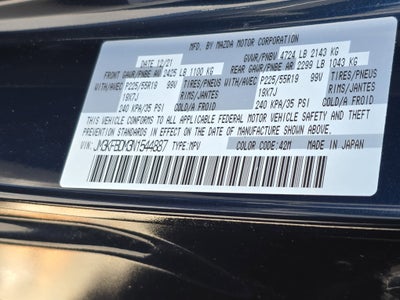 MFD. BY MAZDA MOTOR CORPORATION
DATE 12/21 GVWR/PNBV 4724 LB 2143 KG
FRONT GAWR/PNBE AV 2425 LB 1100 KG REAR GAWR/PNBE AR 2299 LB 1043 KG
WITH/AVEC P225/55R19 99V TIRES/PNEUS WITH/AVEC P225/55R19 99V TIRES/PNEUS
19X7J RIMS/JANTES 19X7J RIMS/JANTES
240 KPA/35 PSI COLD/A FROID 240 KPA/35 PSI COLD/A FROID
THIS VEHICLE CONFORMS TO ALL APPLICABLE FEDERAL MOTOR VEHICLE SAFETY AND THEFT
PREVENTION STANDARDS IN EFFECT ON THE DATE OF MANUFACTURE SHOWN ABOVE.
VIN: JM3KFBDM3N1544887 TYPE:MPV COLOR CODE:42M MADE IN JAPAN